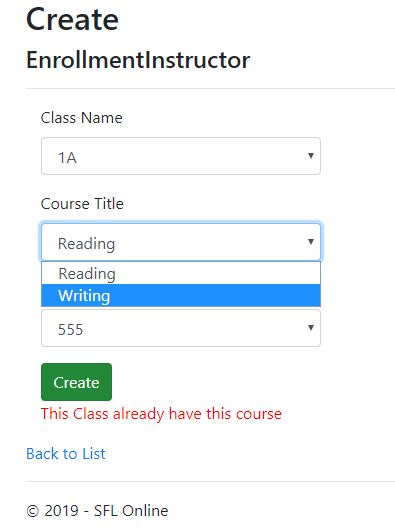 Create
EnrollmentInstructor
Class Name
1A
Course Title
Reading
Reading
Writing
555
Create
This Class already have this course
Back to List
© 2019 - SFL Online